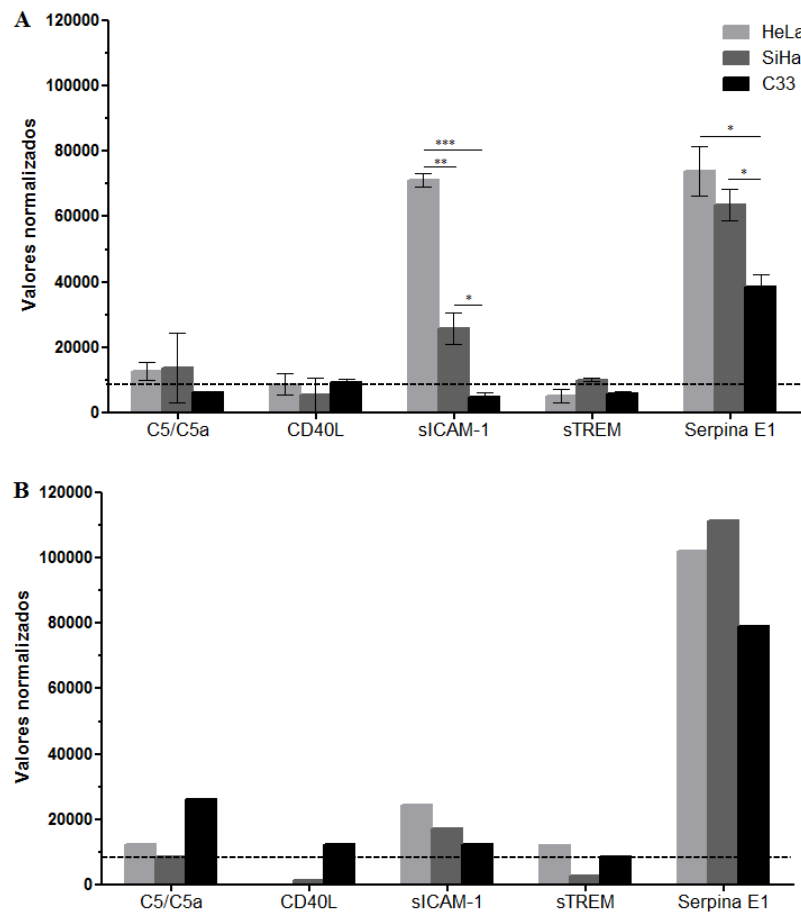 A
120000
100000
80000
60000
40000
20000
0
Valores normalizados
HeLa
SiHa
C33
***
**
*
*
*
C5/C5a CD40L sICAM-1 sTREM Serpina E1
B
120000
100000
80000
60000
40000
20000
0
Valores normalizados
C5/C5a CD40L sICAM-1 sTREM Serpina E1